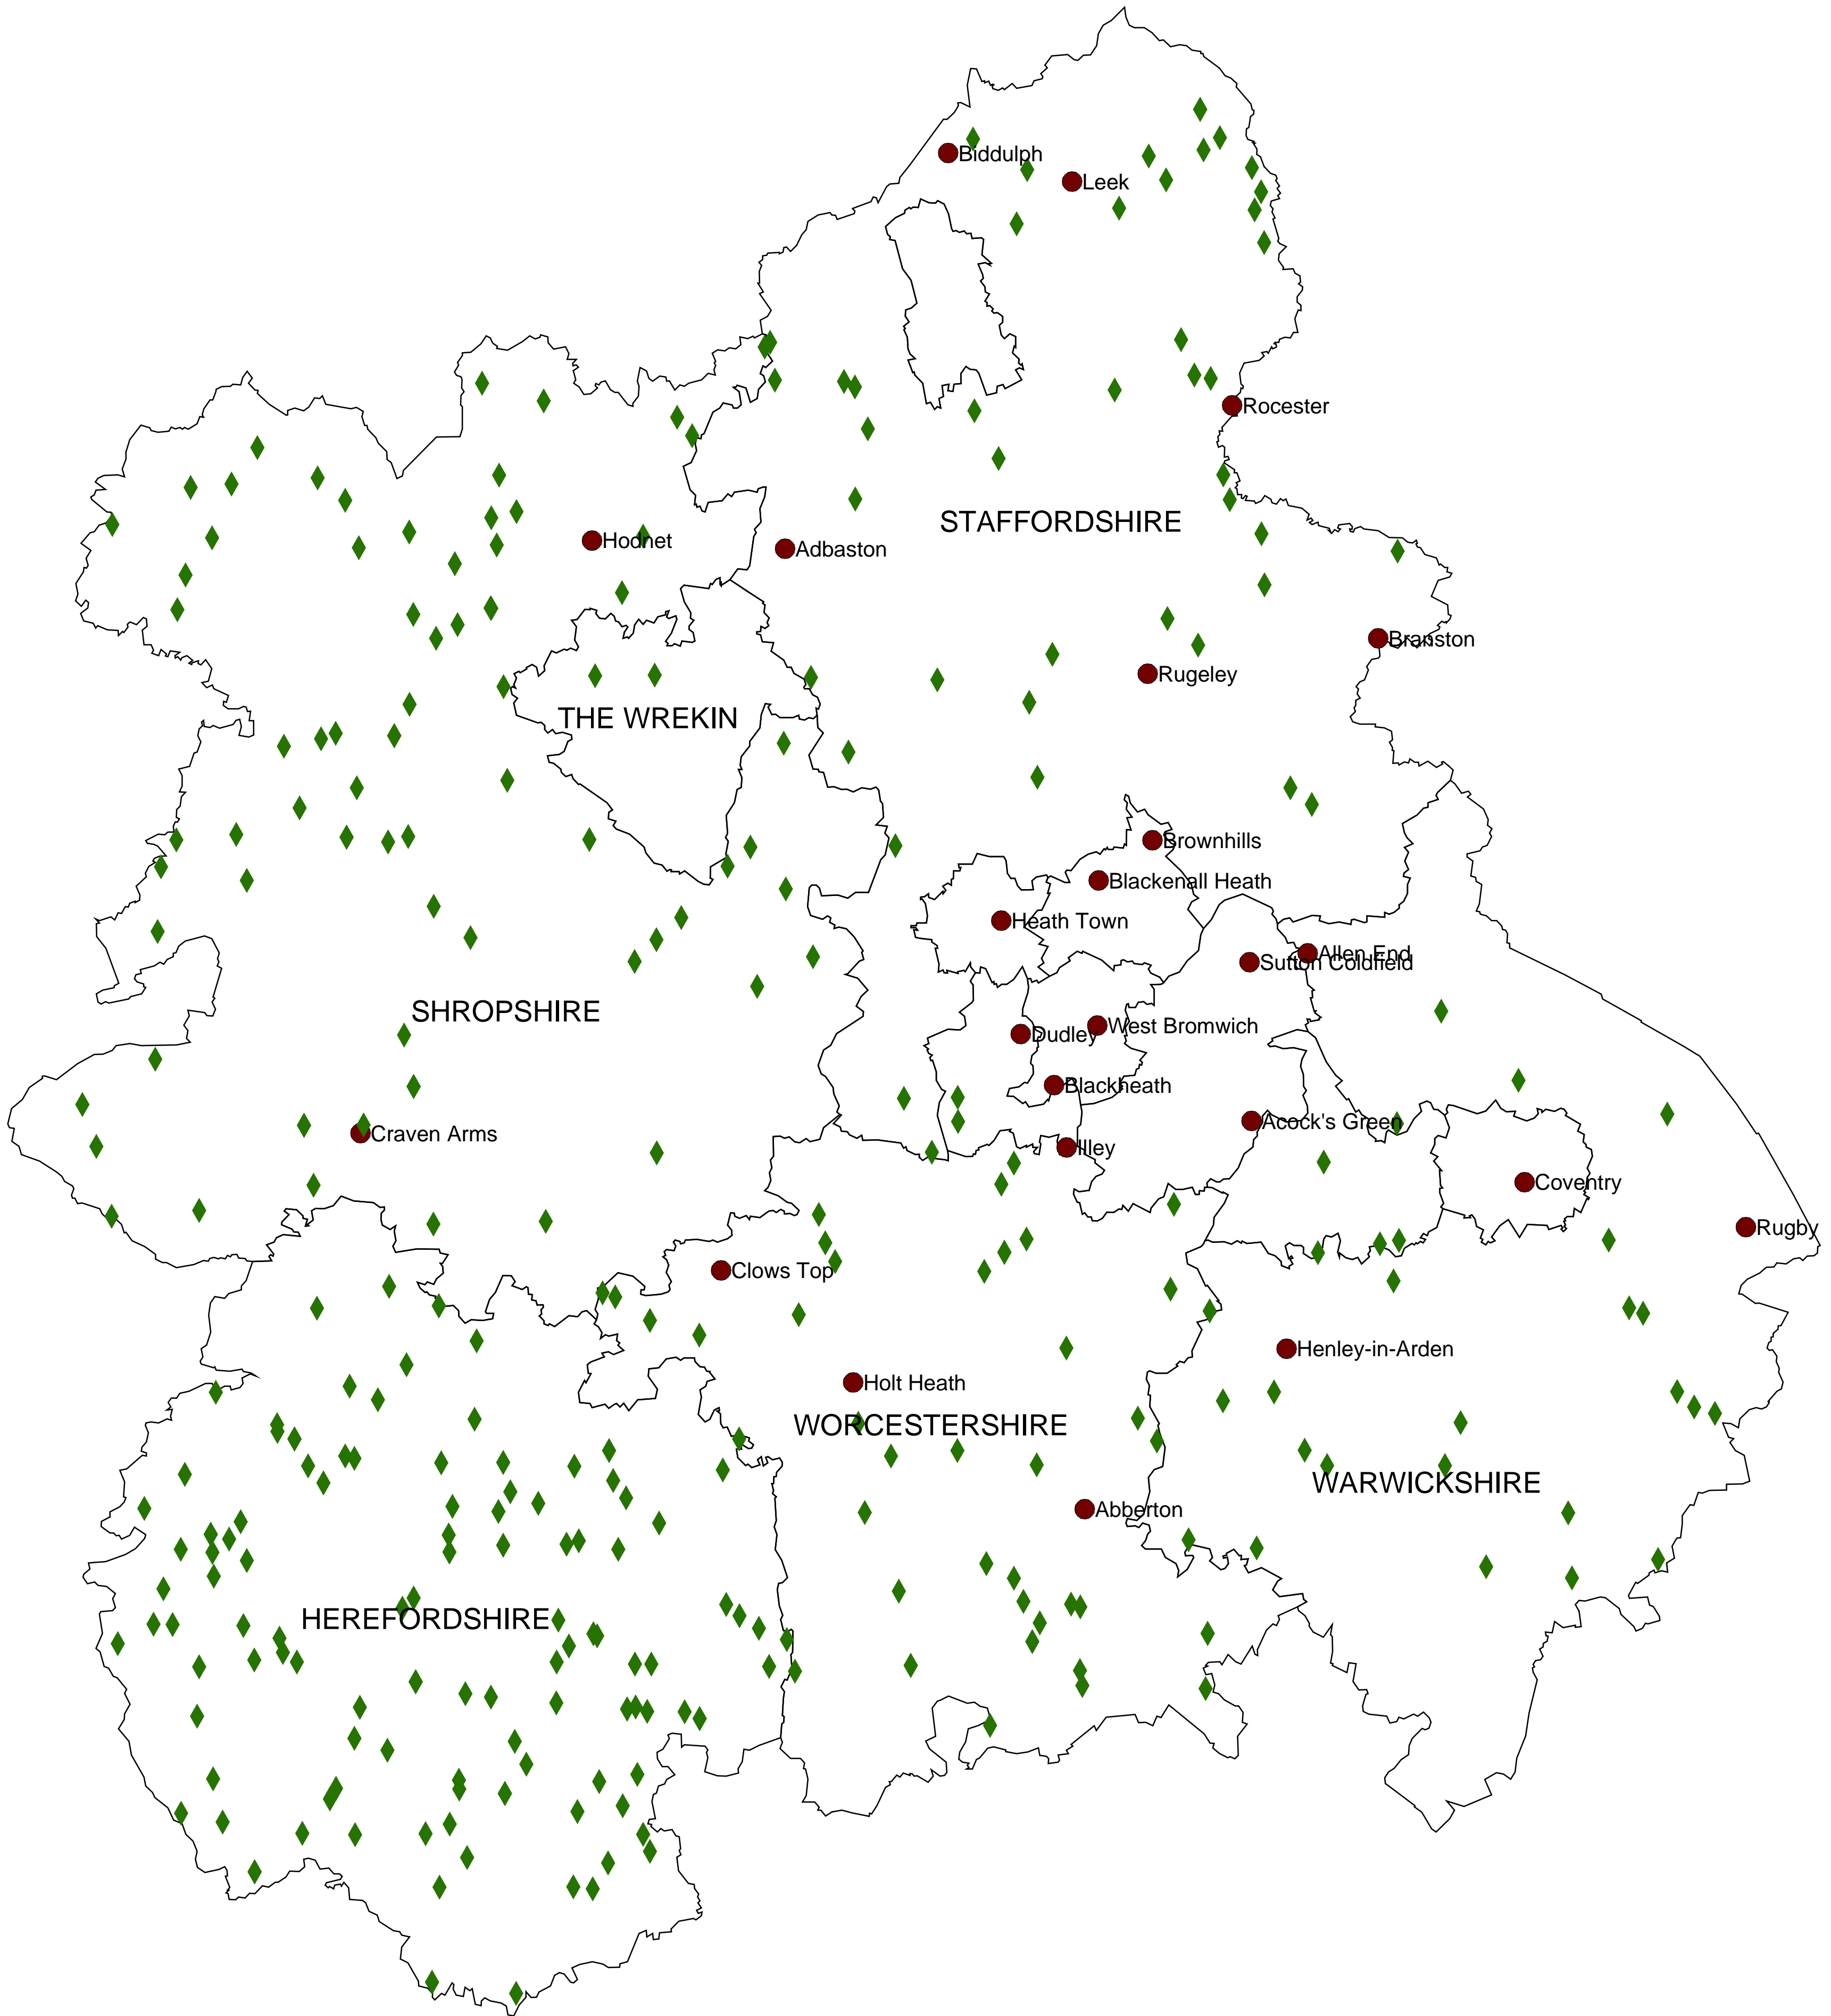 Biddulph
Leek
Rocester
STAFFORDSHIRE
Hodnet
Adbaston
Branston
Rugeley
THE WREKIN
Brownhills
Blackenall Heath
Heath Town
Allen End
Sutton Coldfield
SHROPSHIRE
West Bromwich
Dudley
Blackheath
Acock's Green
Craven Arms
Illey
Coventry
Rugby
Clows Top
Henley-in-Arden
Holt Heath
WORCESTERSHIRE
WARWICKSHIRE
Abberton
HEREFORDSHIRE